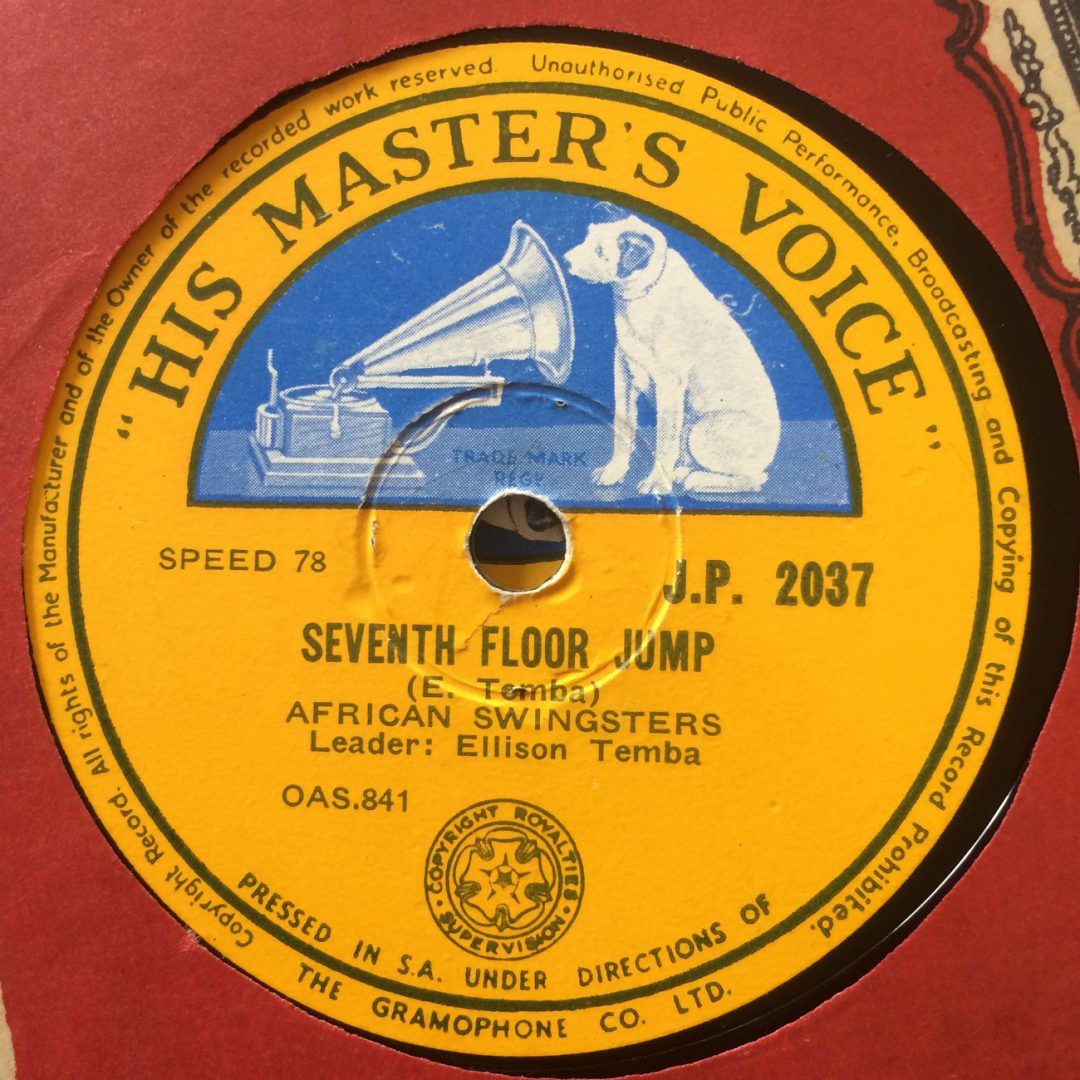 Copyright Record. All rights of the Manufacturer and of the Owner of the recorded work reserved. Unauthorised Public Performance, Broadcasting and Copying of this Record Prohibited.
"HIS MASTER'S VOICE"
TRADE MARK
REGD
SPEED 78
J.P. 2037
SEVENTH FLOOR JUMP
(E. Temba)
AFRICAN SWINGSTERS
Leader: Ellison Temba
OAS.841
COPYRIGHT ROYALTIES
· SUPERVISION ·
PRESSED IN S.A. UNDER DIRECTIONS OF
THE GRAMOPHONE CO. LTD.